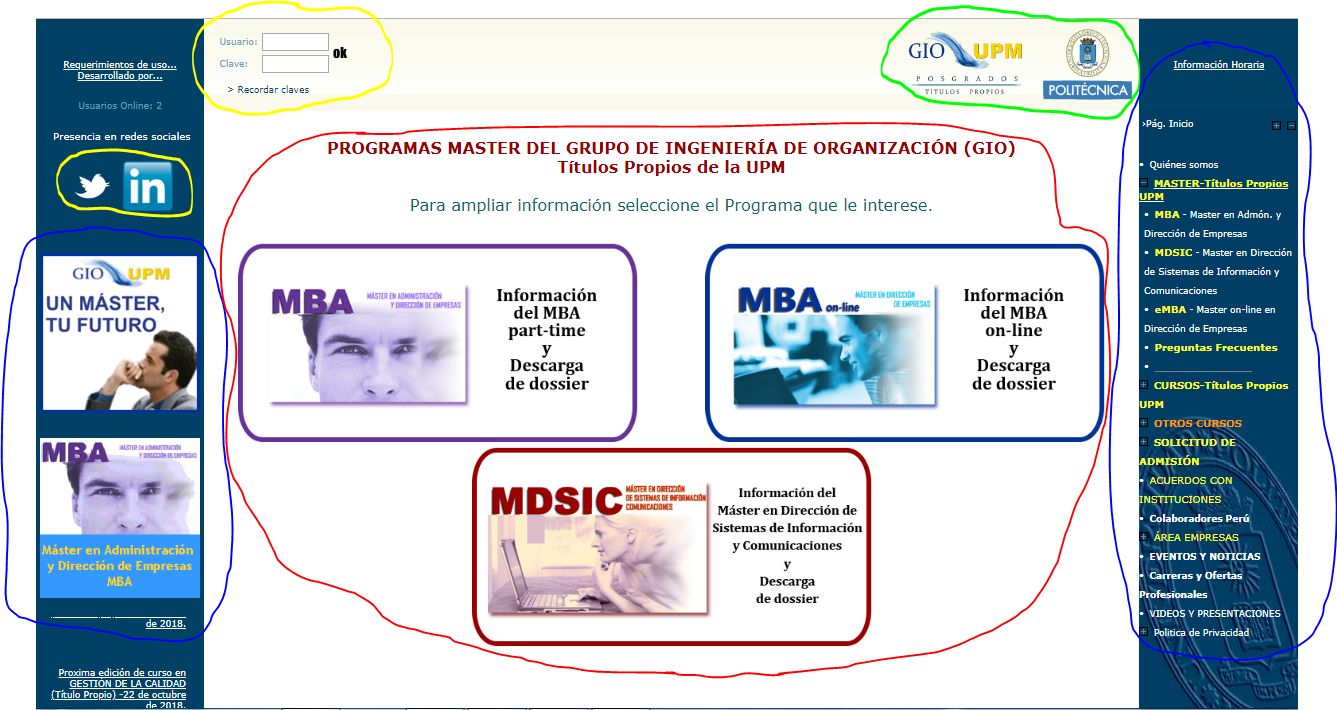 Requerimientos de uso...
Desarrollado por...
Usuarios Online: 2
Presencia en redes sociales
in
GIO UPM
UN MÁSTER,
TU FUTURO
MBA
MÁSTER EN ADMINISTRACIÓN
Y DIRECCIÓN DE EMPRESAS
Máster en Administración
y Dirección de Empresas
MBA
de 2018.
Proxima edición de curso en
GESTIÓN DE LA CALIDAD
(Título Propio) -22 de octubre
de 2018.
Usuario:
ok
Clave:
> Recordar claves
GIO UPM
POSGRADOS
TÍTULOS PROPIOS
POLITÉCNICA
PROGRAMAS MASTER DEL GRUPO DE INGENIERÍA DE ORGANIZACIÓN (GIO)
Títulos Propios de la UPM
Para ampliar información seleccione el Programa que le interese.
MBA
MÁSTER EN ADMINISTRACIÓN
Y DIRECCIÓN DE EMPRESAS
Información
del MBA
part-time
y
Descarga
de dossier
MBA on-line
MÁSTER EN DIRECCIÓN
DE EMPRESAS
Información
del MBA
on-line
y
Descarga
de dossier
MDSIC
MÁSTER EN DIRECCIÓN
DE SISTEMAS DE INFORMACIÓN
COMUNICACIONES
Información del
Máster en Dirección de
Sistemas de Información
y Comunicaciones
y
Descarga
de dossier
Información Horaria
›Pág. Inicio
• Quiénes somos
MASTER-Títulos Propios
UPM
• MBA - Master en Admón. y
Dirección de Empresas
• MDSIC - Master en Dirección
de Sistemas de Información y
Comunicaciones
• eMBA - Master on-line en
Dirección de Empresas
• Preguntas Frecuentes
• ___________________
CURSOS-Títulos Propios
UPM
OTROS CURSOS
SOLICITUD DE
ADMISIÓN
• ACUERDOS CON
INSTITUCIONES
• Colaboradores Perú
ÁREA EMPRESAS
• EVENTOS Y NOTICIAS
• Carreras y Ofertas
Profesionales
• VIDEOS Y PRESENTACIONES
Politica de Privacidad